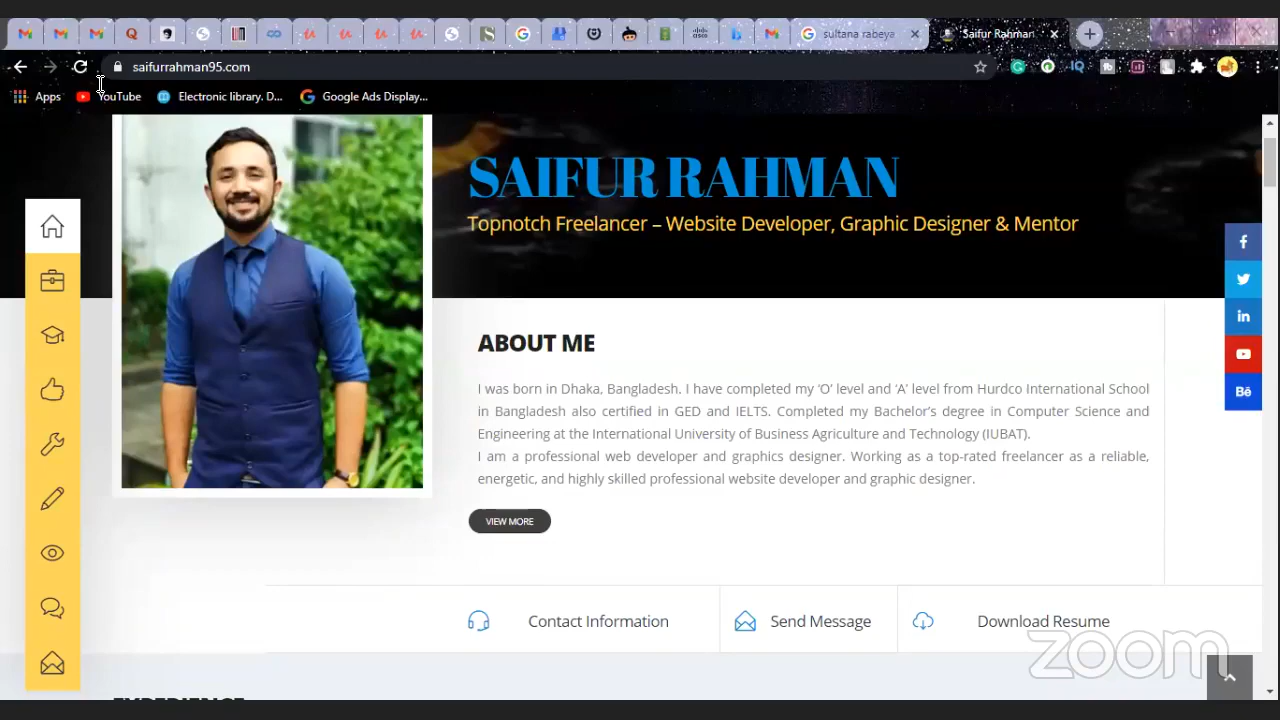 sultana rabeya
Saifur Rahman
saifurrahman95.com
Apps
YouTube
Electronic library. D...
Google Ads Display...
SAIFUR RAHMAN
Topnotch Freelancer – Website Developer, Graphic Designer & Mentor
ABOUT ME
I was born in Dhaka, Bangladesh. I have completed my ‘O’ level and ‘A’ level from Hurdco International School
in Bangladesh also certified in GED and IELTS. Completed my Bachelor’s degree in Computer Science and
Engineering at the International University of Business Agriculture and Technology (IUBAT).
I am a professional web developer and graphics designer. Working as a top-rated freelancer as a reliable,
energetic, and highly skilled professional website developer and graphic designer.
VIEW MORE
Contact Information
Send Message
Download Resume
zoom